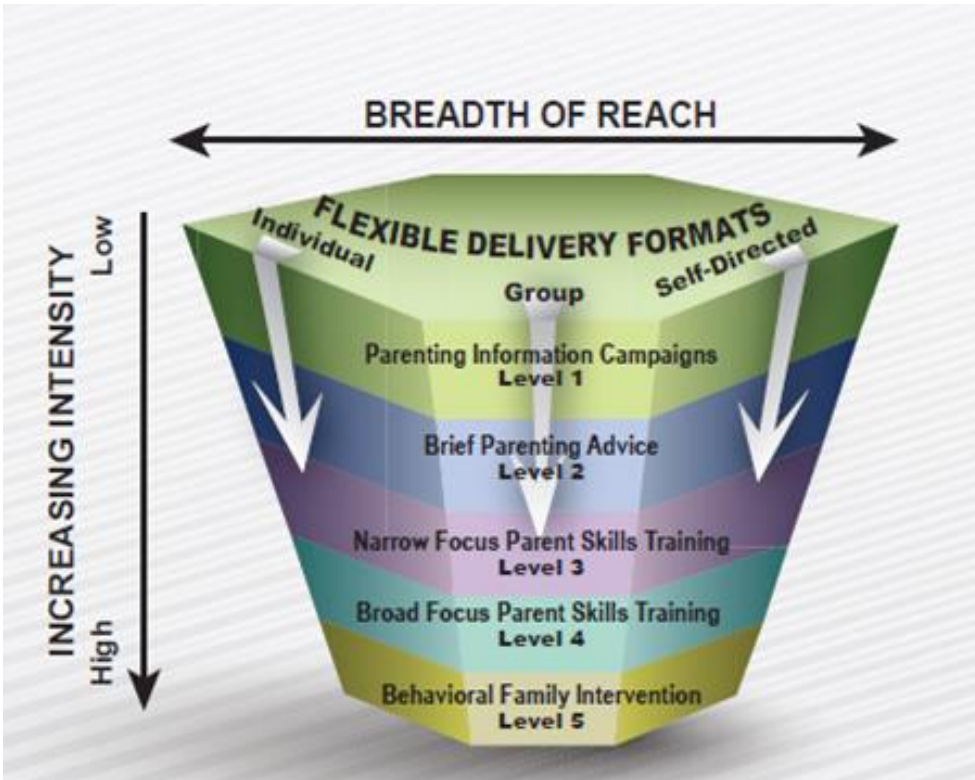 BREADTH OF REACH
FLEXIBLE DELIVERY FORMATS
Individual
Group
Self-Directed
INCREASING INTENSITY
Low
High
Parenting Information Campaigns
Level 1
Brief Parenting Advice
Level 2
Narrow Focus Parent Skills Training
Level 3
Broad Focus Parent Skills Training
Level 4
Behavioral Family Intervention
Level 5